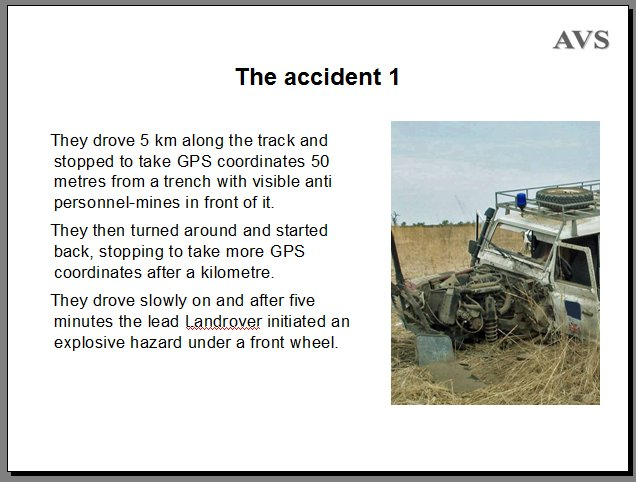 AVS
The accident 1
They drove 5 km along the track and
stopped to take GPS coordinates 50
metres from a trench with visible anti
personnel-mines in front of it.
They then turned around and started
back, stopping to take more GPS
coordinates after a kilometre.
They drove slowly on and after five
minutes the lead Landrover initiated an
explosive hazard under a front wheel.